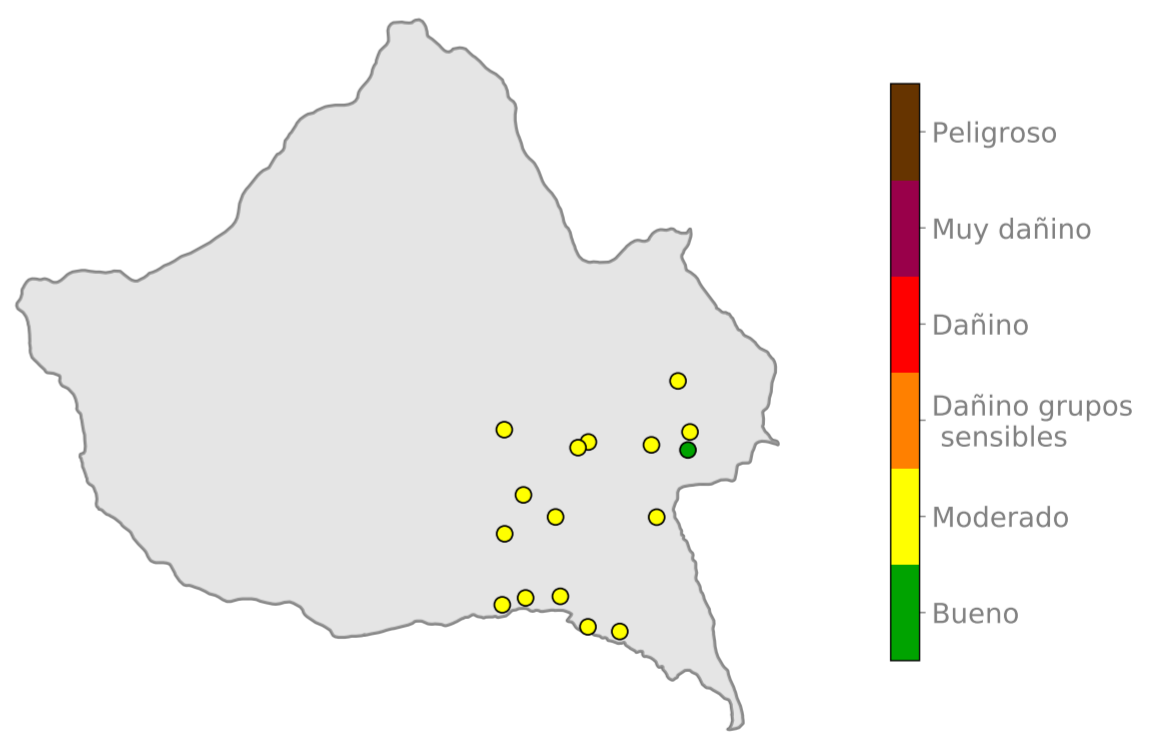 Peligroso
Muy dañino
Dañino
Dañino grupos
sensibles
Moderado
Bueno